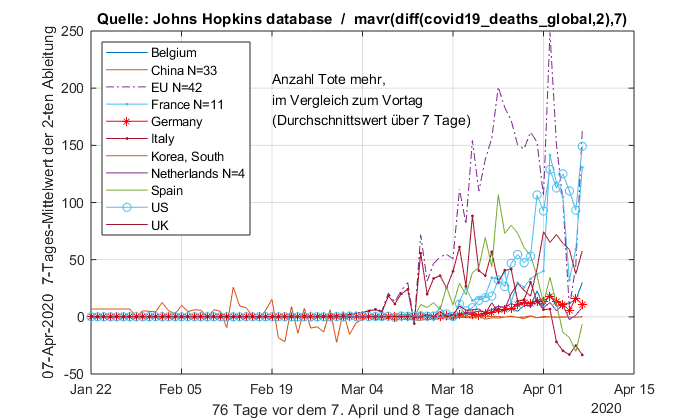 Quelle: Johns Hopkins database / mavr(diff(covid19_deaths_global,2),7)
07-Apr-2020 7-Tages-Mittelwert der 2-ten Ableitung
250
200
150
100
50
0
-50
Belgium
China N=33
EU N=42
France N=11
Germany
Italy
Korea, South
Netherlands N=4
Spain
US
UK
Anzahl Tote mehr,
im Vergleich zum Vortag
(Durchschnittswert über 7 Tage)
Jan 22 Feb 05 Feb 19 Mar 04 Mar 18 Apr 01 Apr 15
2020
76 Tage vor dem 7. April und 8 Tage danach